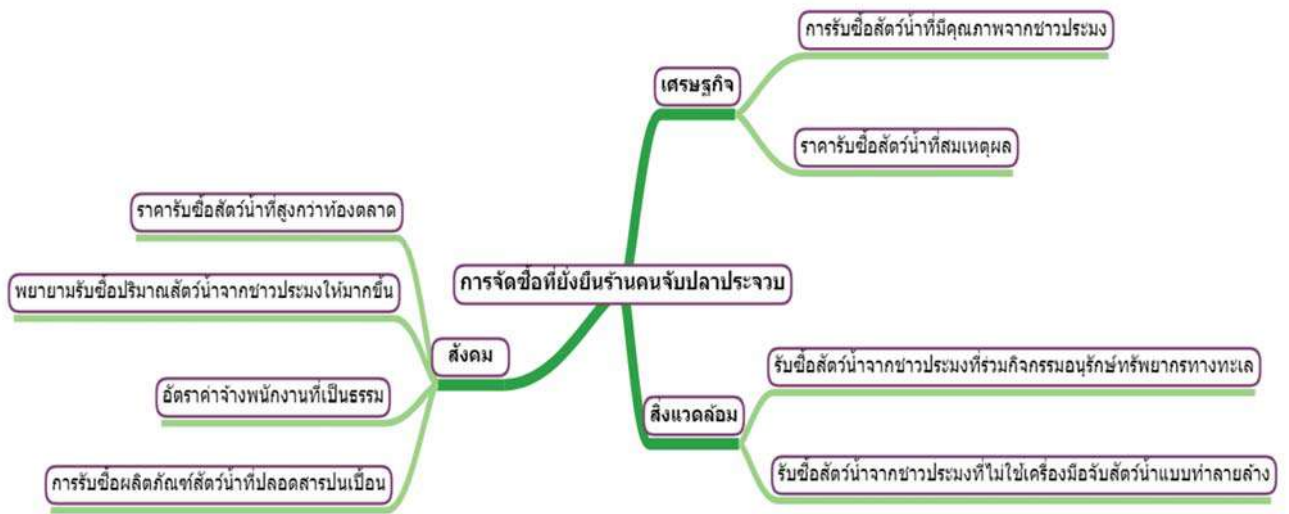 การรับซื้อสัตว์น้ำที่มีคุณภาพจากชาวประมง
เศรษฐกิจ
ราคารับซื้อสัตว์น้ำที่สมเหตุผล
ราคารับซื้อสัตว์น้ำที่สูงกว่าท้องตลาด
การจัดซื้อที่ยั่งยืนร้านคนจับปลาประจวบ
พยายามรับซื้อปริมาณสัตว์น้ำจากชาวประมงให้มากขึ้น
สังคม
อัตราค่าจ้างพนักงานที่เป็นธรรม
การรับซื้อผลิตภัณฑ์สัตว์น้ำที่ปลอดสารปนเปื้อน
รับซื้อสัตว์น้ำจากชาวประมงที่ร่วมกิจกรรมอนุรักษ์ทรัพยากรทางทะเล
สิ่งแวดล้อม
รับซื้อสัตว์น้ำจากชาวประมงที่ไม่ใช้เครื่องมือจับสัตว์น้ำแบบทำลายล้าง